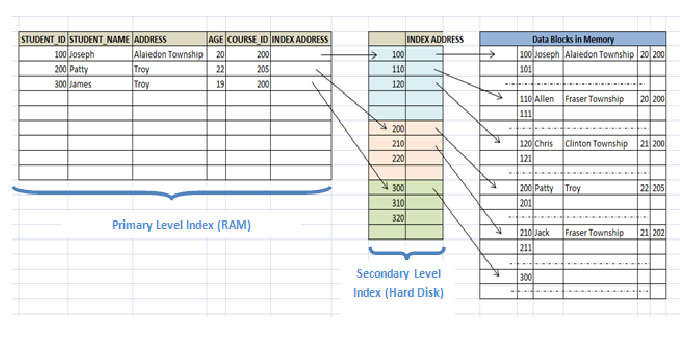 STUDENT_ID STUDENT_NAME ADDRESS AGE COURSE_ID INDEX ADDRESS
100 Joseph Alaiedon Township 20 200
200 Patty Troy 22 205
300 James Troy 19 200
Primary Level Index (RAM)
INDEX ADDRESS
100
110
120
200
210
220
300
310
320
Secondary Level
Index (Hard Disk)
Data Blocks in Memory
100 Joseph Alaiedon Township 20 200
101
110 Allen Fraser Township 20 200
111
120 Chris Clinton Township 21 200
121
200 Patty Troy 22 205
201
210 Jack Fraser Township 21 202
211
300